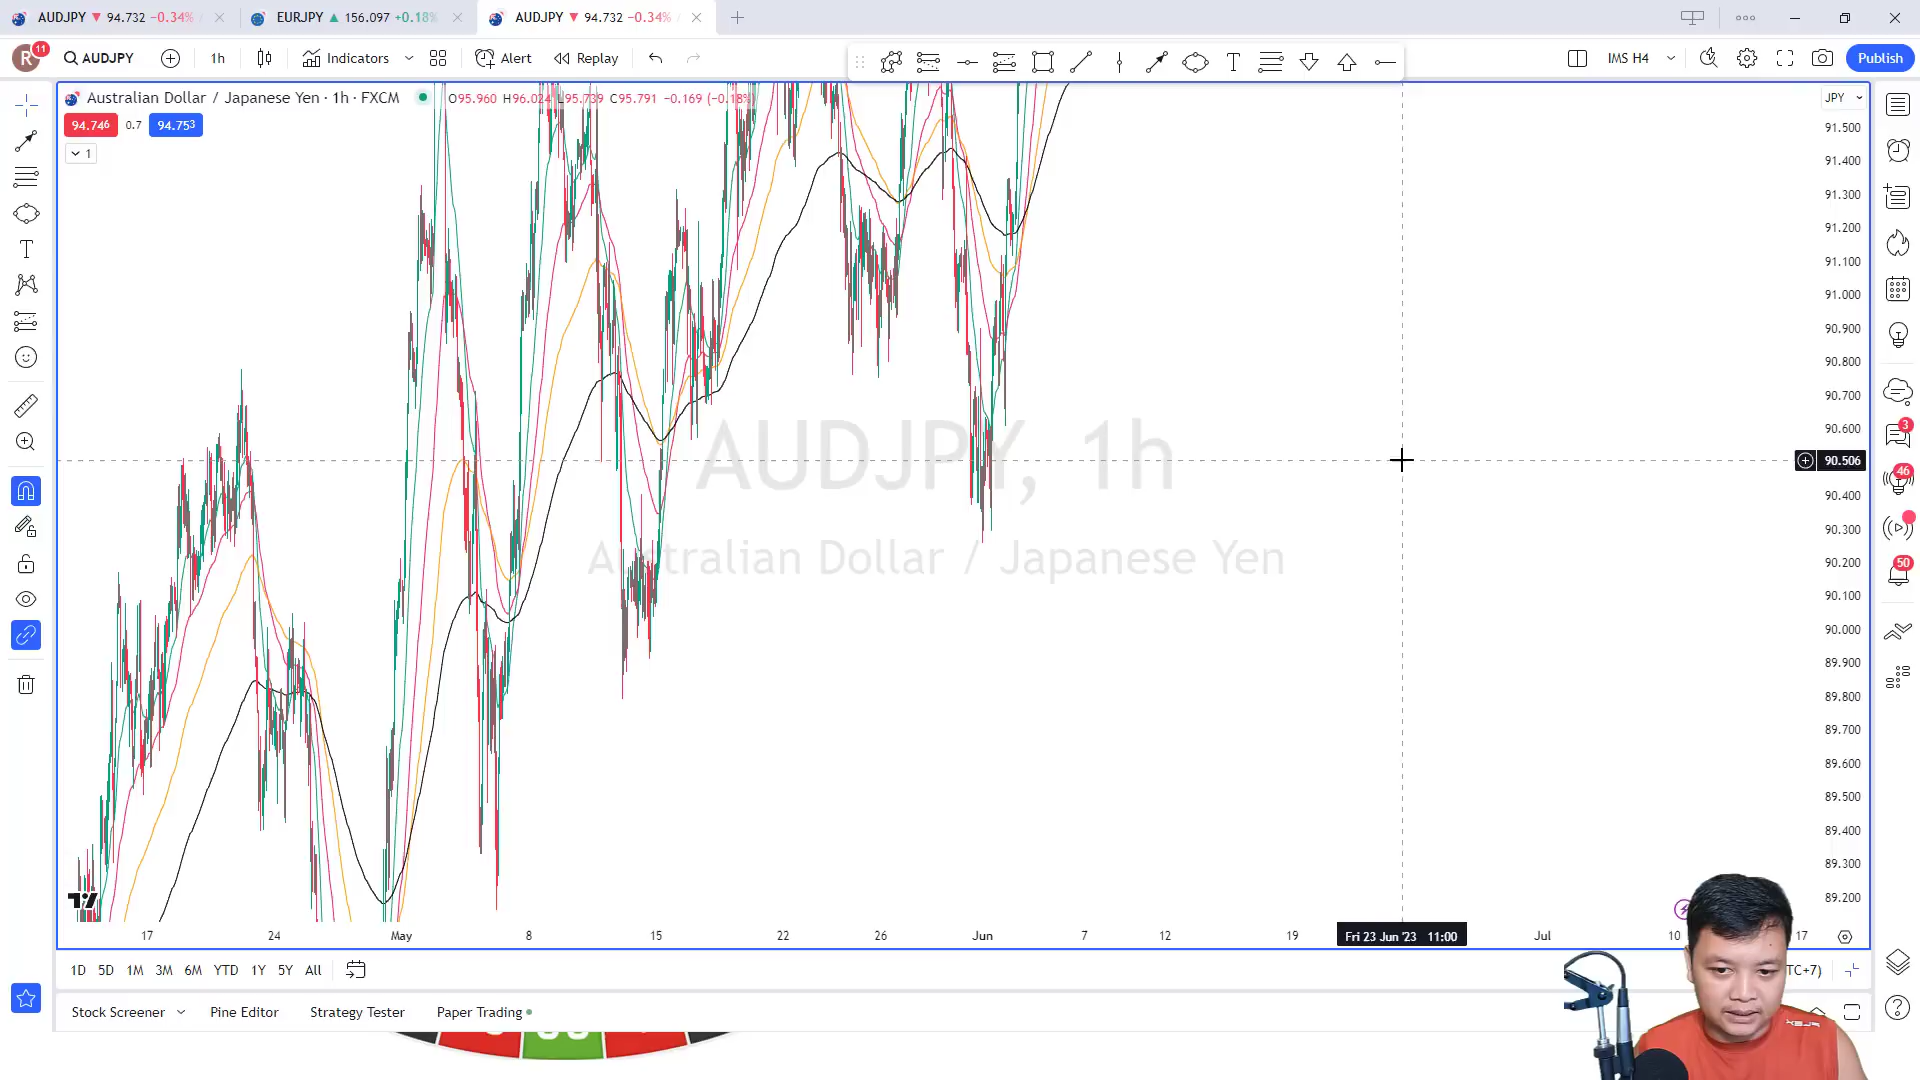 AUDJPY 94.732 −0.34% /
EURJPY 156.097 +0.18%
AUDJPY 94.732 −0.34% /
R 11 AUDJPY 1h Indicators Alert Replay IMS H4 Publish
Australian Dollar / Japanese Yen · 1h · FXCM O95.960 H96.024 L95.739 C95.791 −0.169 (−0.18%)
JPY
94.746 0.7 94.753
1
91.500
91.400
91.300
91.200
91.100
91.000
90.900
90.800
90.700
90.600
90.506
90.400
90.300
90.200
90.100
90.000
89.900
89.800
89.700
89.600
89.500
89.400
89.300
89.200
AUDJPY, 1h
Australian Dollar / Japanese Yen
3
46
50
17 24 May 8 15 22 26 Jun 7 12 19 Fri 23 Jun '23 11:00 Jul 10 17
1D 5D 1M 3M 6M YTD 1Y 5Y All TC+7)
Stock Screener Pine Editor Strategy Tester Paper Trading